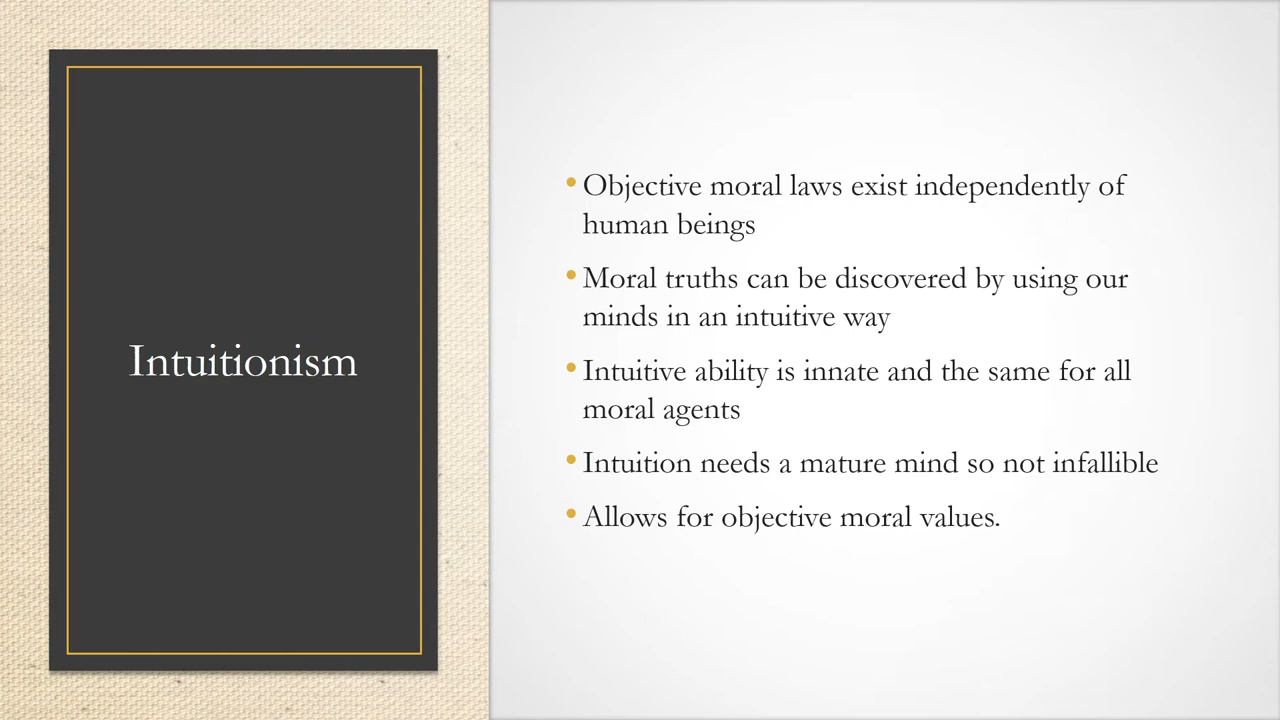 Intuitionism
• Objective moral laws exist independently of
human beings
• Moral truths can be discovered by using our
minds in an intuitive way
• Intuitive ability is innate and the same for all
moral agents
• Intuition needs a mature mind so not infallible
• Allows for objective moral values.